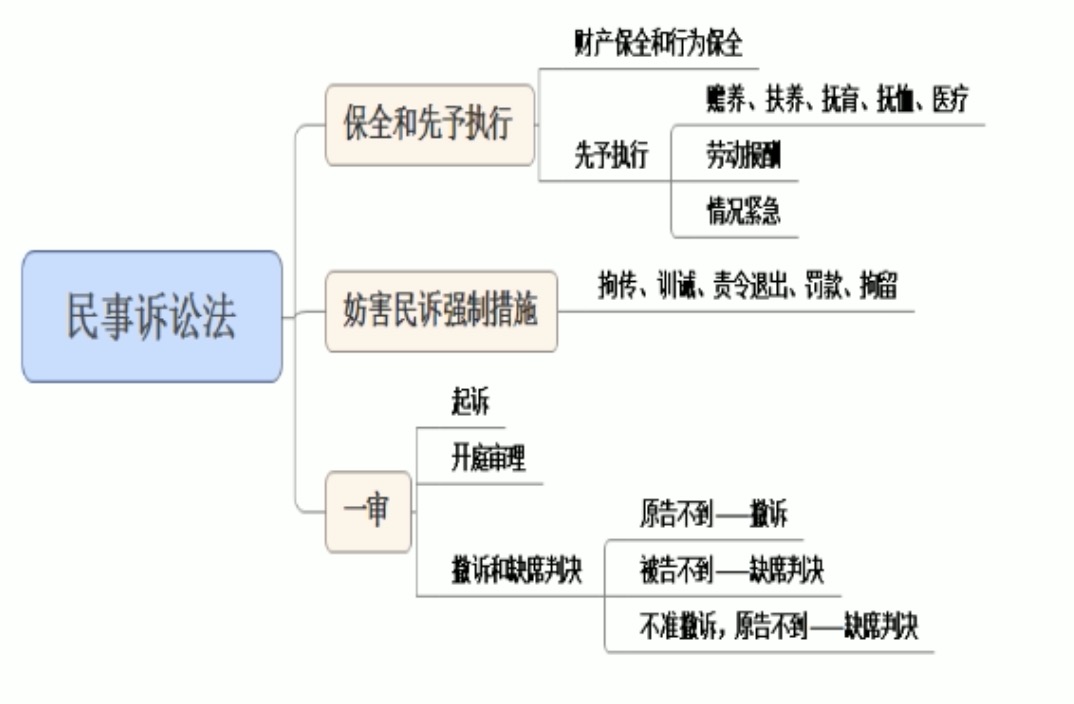 民事诉讼法
保全和先予执行
财产保全和行为保全
先予执行
赡养、扶养、抚育、抚恤、医疗
劳动报酬
情况紧急
妨害民诉强制措施
拘传、训诫、责令退出、罚款、拘留
一审
起诉
开庭审理
撤诉和缺席判决
原告不到——撤诉
被告不到——缺席判决
不准撤诉，原告不到——缺席判决